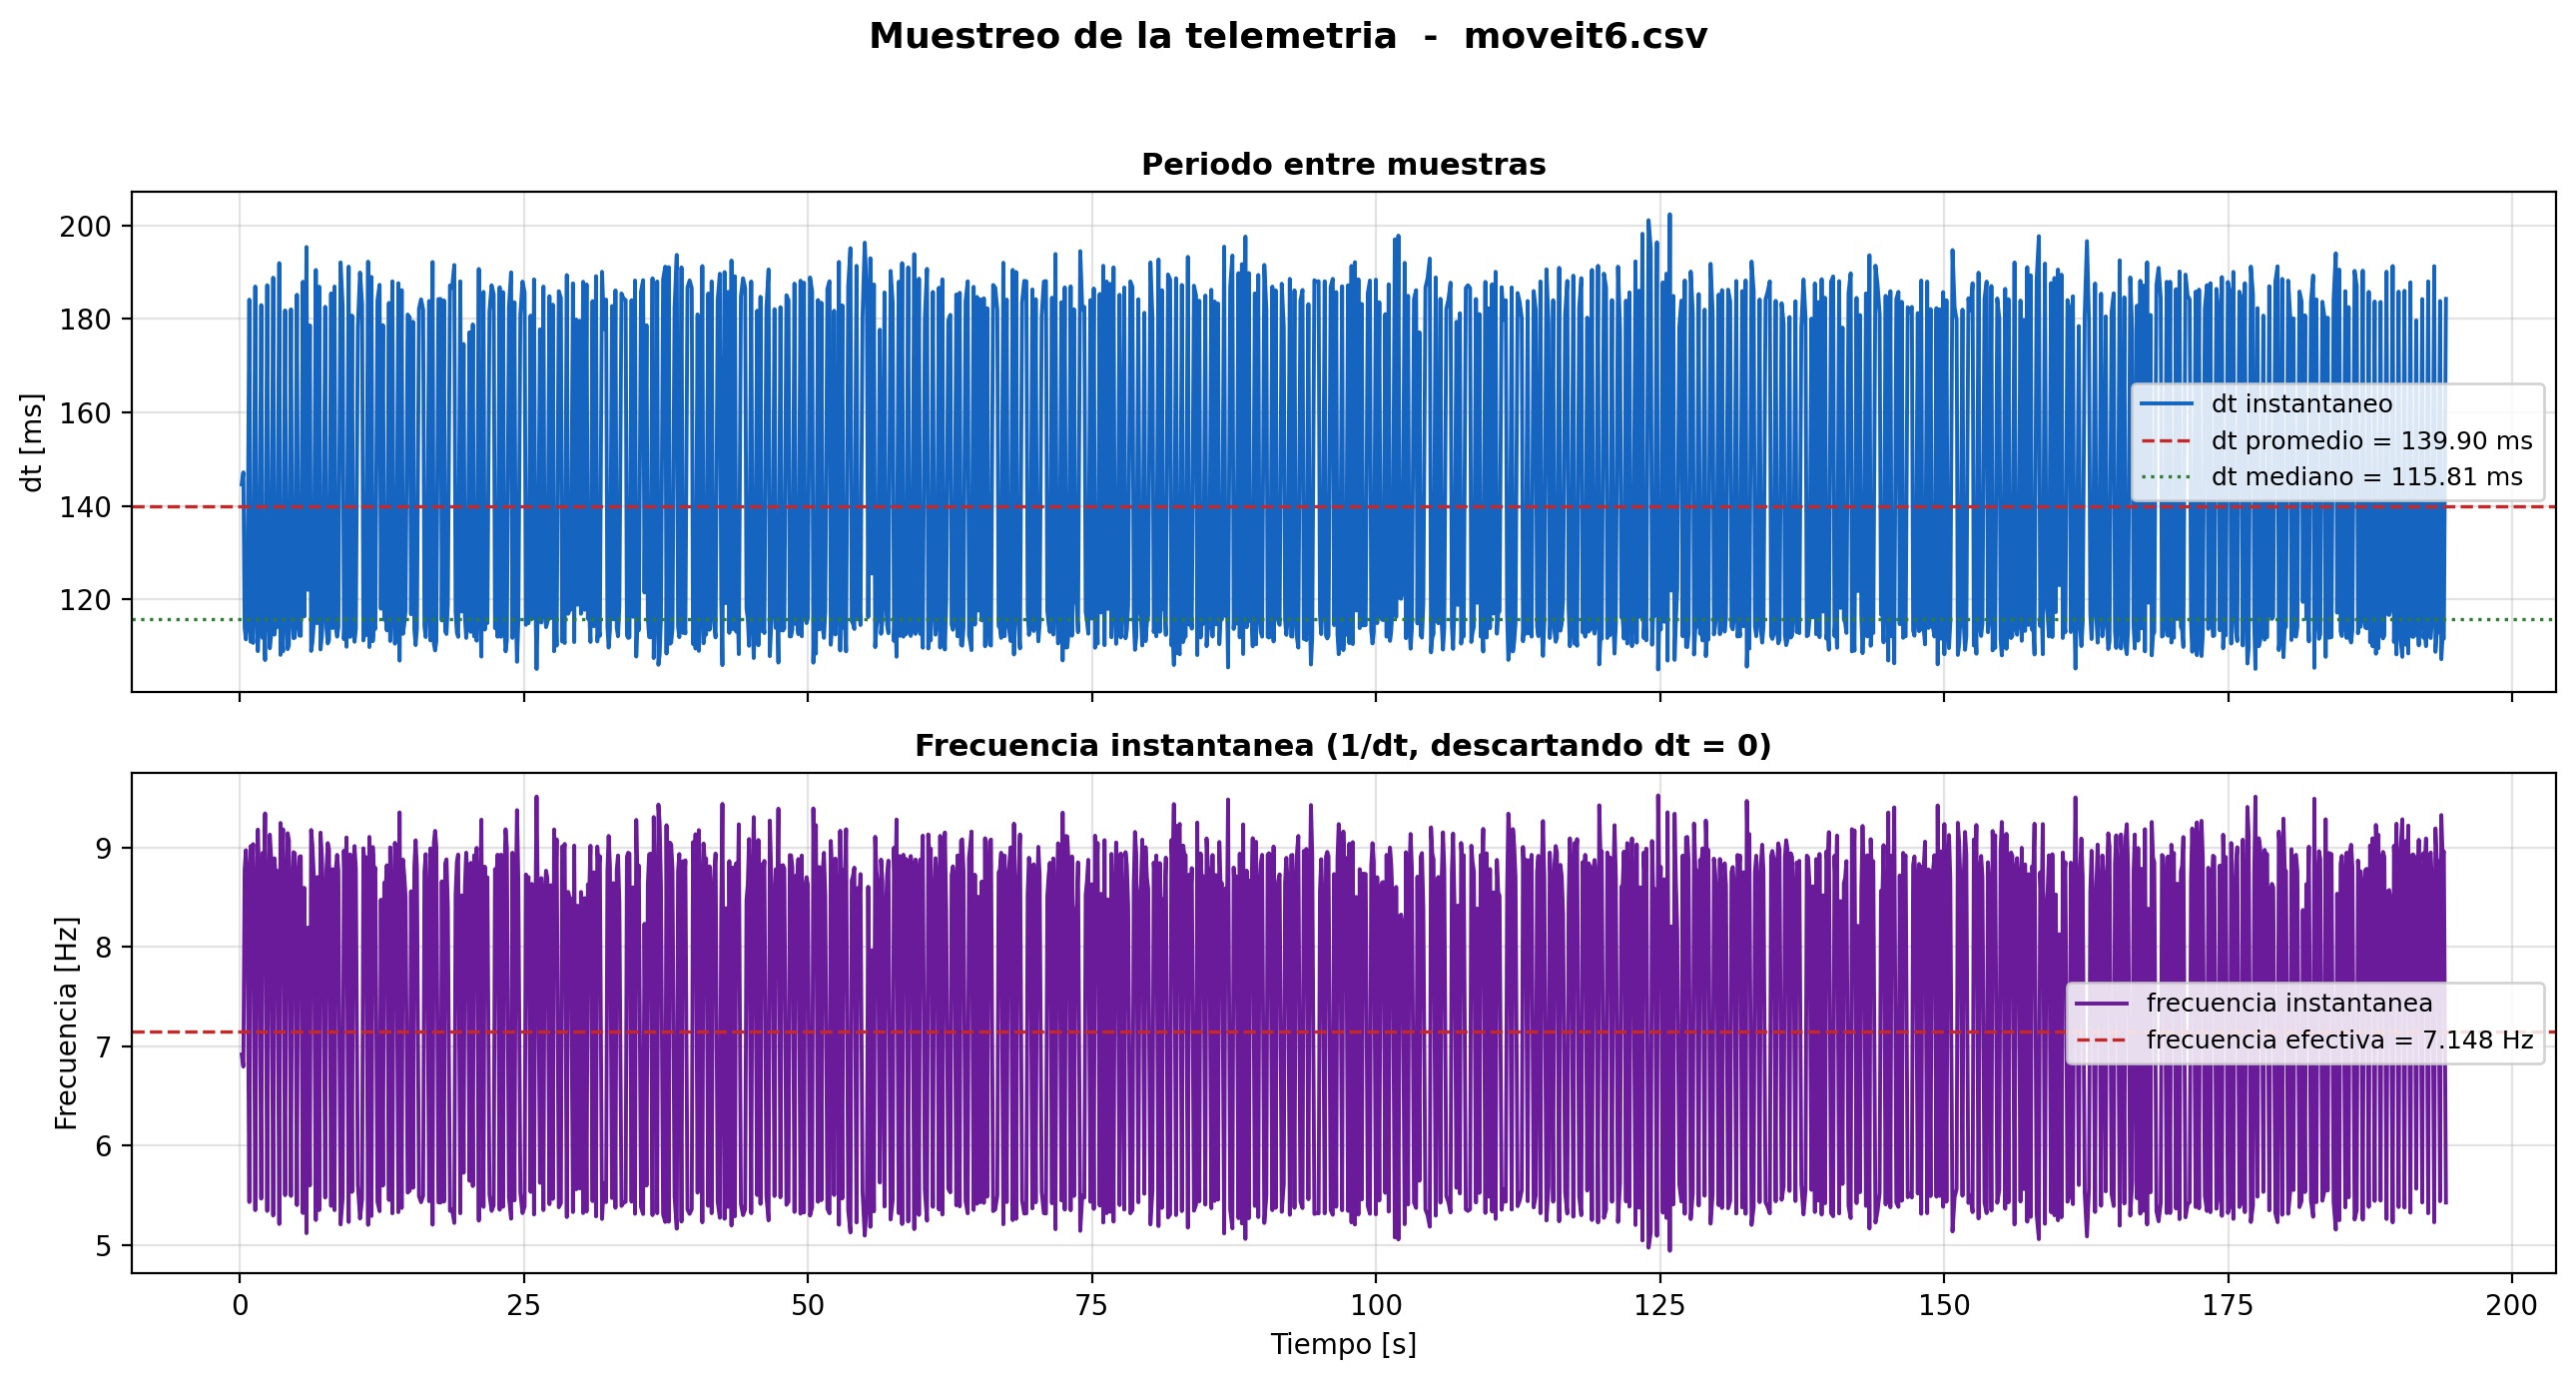 Muestreo de la telemetria - moveit6.csv
Periodo entre muestras
dt [ms]
200
180
160
140
120
dt instantaneo
dt promedio = 139.90 ms
dt mediano = 115.81 ms
Frecuencia instantanea (1/dt, descartando dt = 0)
Frecuencia [Hz]
9
8
7
6
5
frecuencia instantanea
frecuencia efectiva = 7.148 Hz
0 25 50 75 100 125 150 175 200
Tiempo [s]